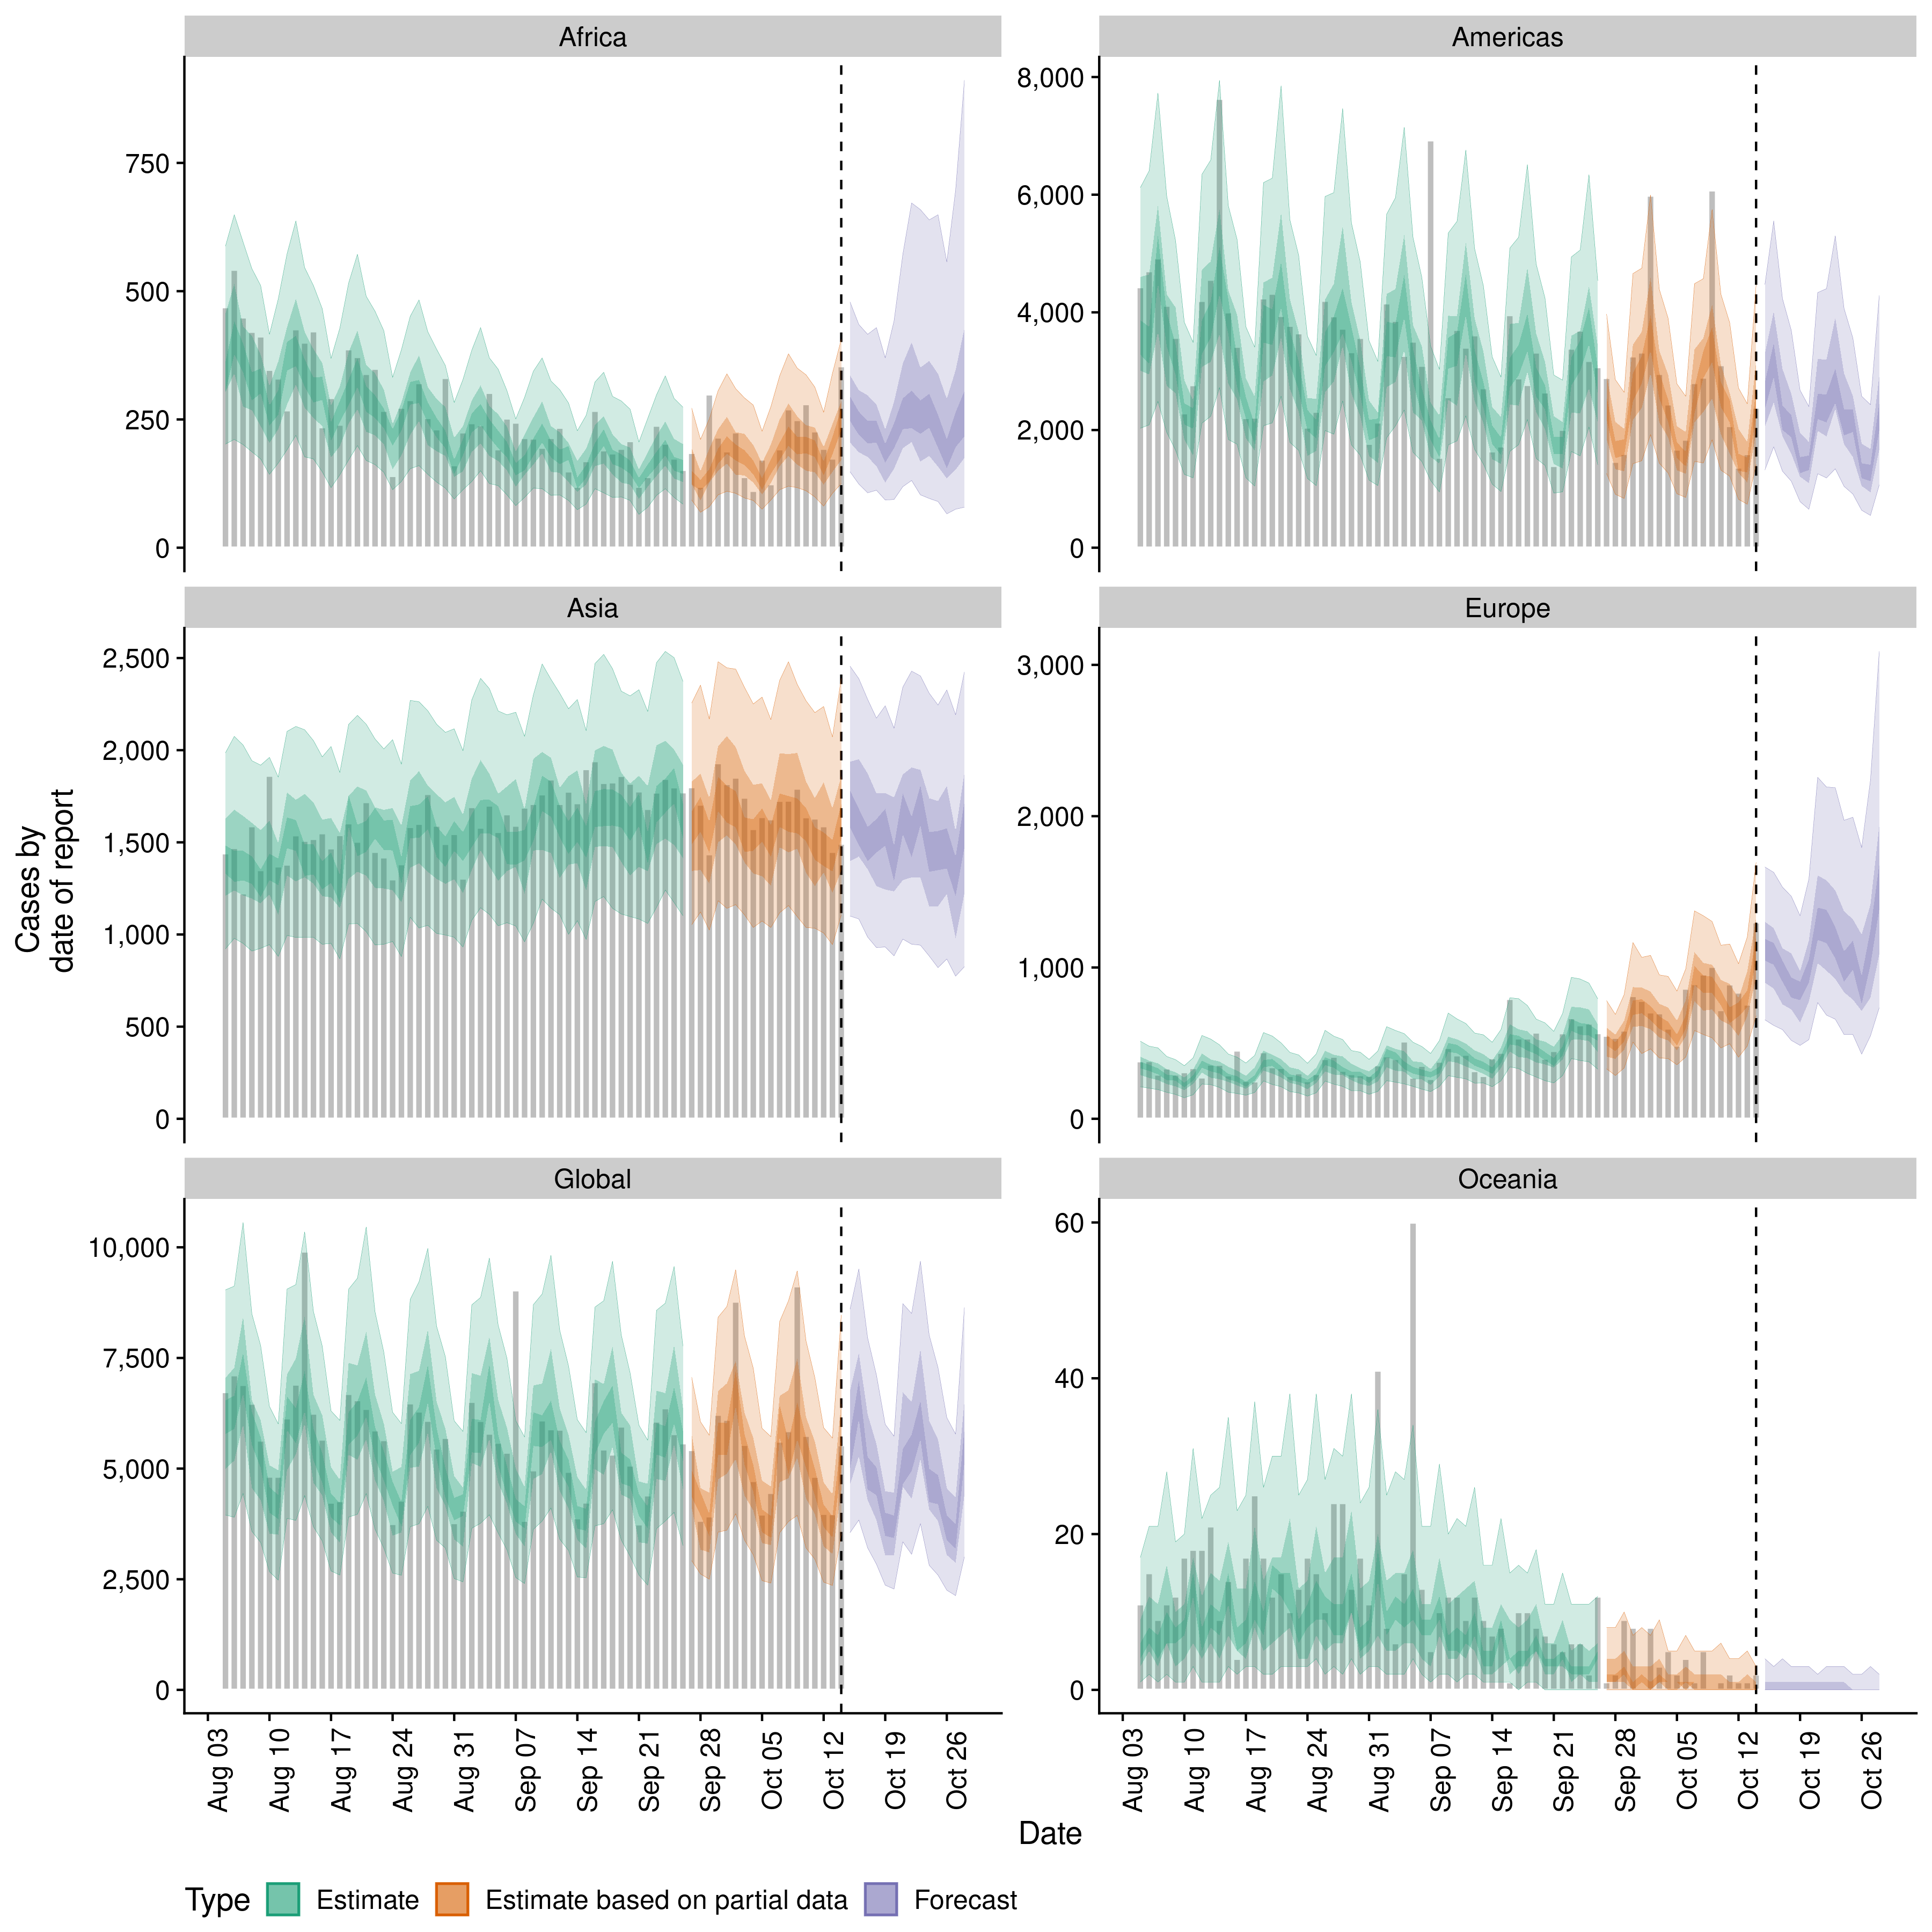 Africa
Americas
750
500
250
0
8,000
6,000
4,000
2,000
0
Asia
Europe
Cases by
date of report
2,500
2,000
1,500
1,000
500
0
3,000
2,000
1,000
0
Global
Oceania
10,000
7,500
5,000
2,500
0
60
40
20
0
Aug 03
Aug 10
Aug 17
Aug 24
Aug 31
Sep 07
Sep 14
Sep 21
Sep 28
Oct 05
Oct 12
Oct 19
Oct 26
Aug 03
Aug 10
Aug 17
Aug 24
Aug 31
Sep 07
Sep 14
Sep 21
Sep 28
Oct 05
Oct 12
Oct 19
Oct 26
Date
Type Estimate Estimate based on partial data Forecast